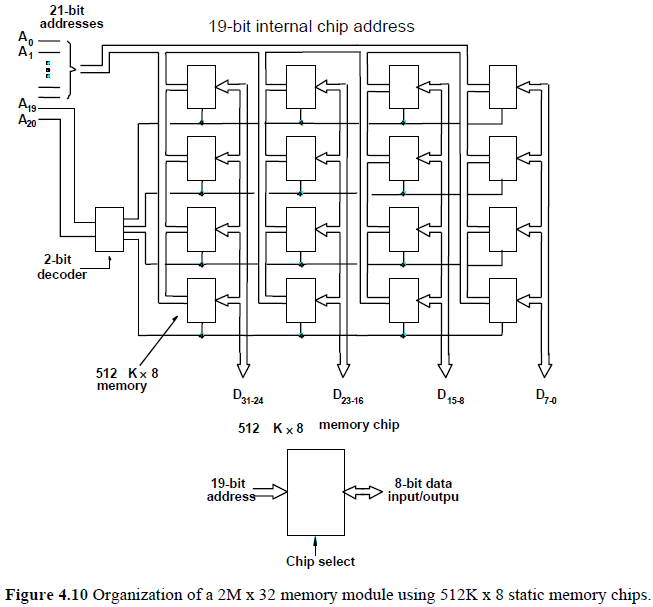 21-bit
addresses
19-bit internal chip address
A0
A1
A19
A20
2-bit
decoder
512 K x 8
memory
D31-24
D23-16
D15-8
D7-0
512 K x 8 memory chip
19-bit
address
8-bit data
input/outpu
Chip select
Figure 4.10 Organization of a 2M x 32 memory module using 512K x 8 static memory chips.